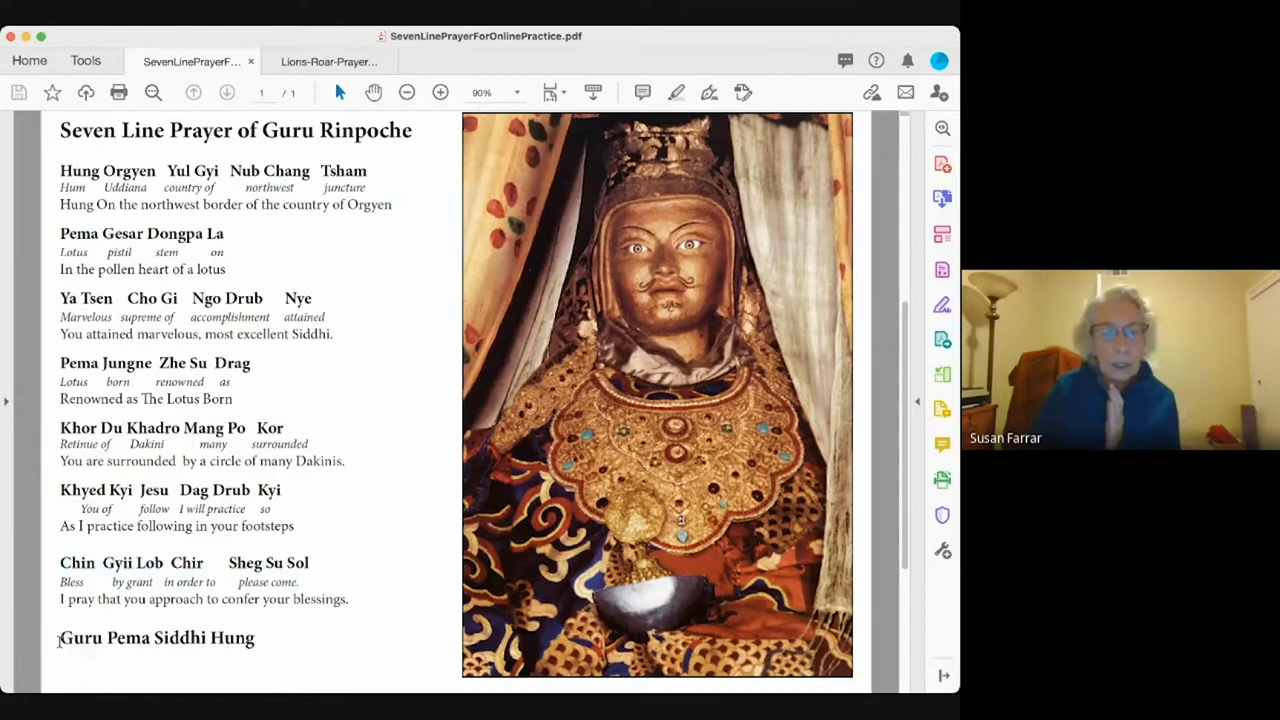 SevenLinePrayerForOnlinePractice.pdf
Home Tools SevenLinePrayerF... × Lions-Roar-Prayer...
1 / 1 90%
Seven Line Prayer of Guru Rinpoche
Hung Orgyen Yul Gyi Nub Chang Tsham
Hum Uddiana country of northwest juncture
Hung On the northwest border of the country of Orgyen
Pema Gesar Dongpa La
Lotus pistil stem on
In the pollen heart of a lotus
Ya Tsen Cho Gi Ngo Drub Nye
Marvelous supreme of accomplishment attained
You attained marvelous, most excellent Siddhi.
Pema Jungne Zhe Su Drag
Lotus born renowned as
Renowned as The Lotus Born
Khor Du Khadro Mang Po Kor
Retinue of Dakini many surrounded
You are surrounded by a circle of many Dakinis.
Khyed Kyi Jesu Dag Drub Kyi
You of follow I will practice so
As I practice following in your footsteps
Chin Gyii Lob Chir Sheg Su Sol
Bless by grant in order to please come.
I pray that you approach to confer your blessings.
Guru Pema Siddhi Hung
Susan Farrar